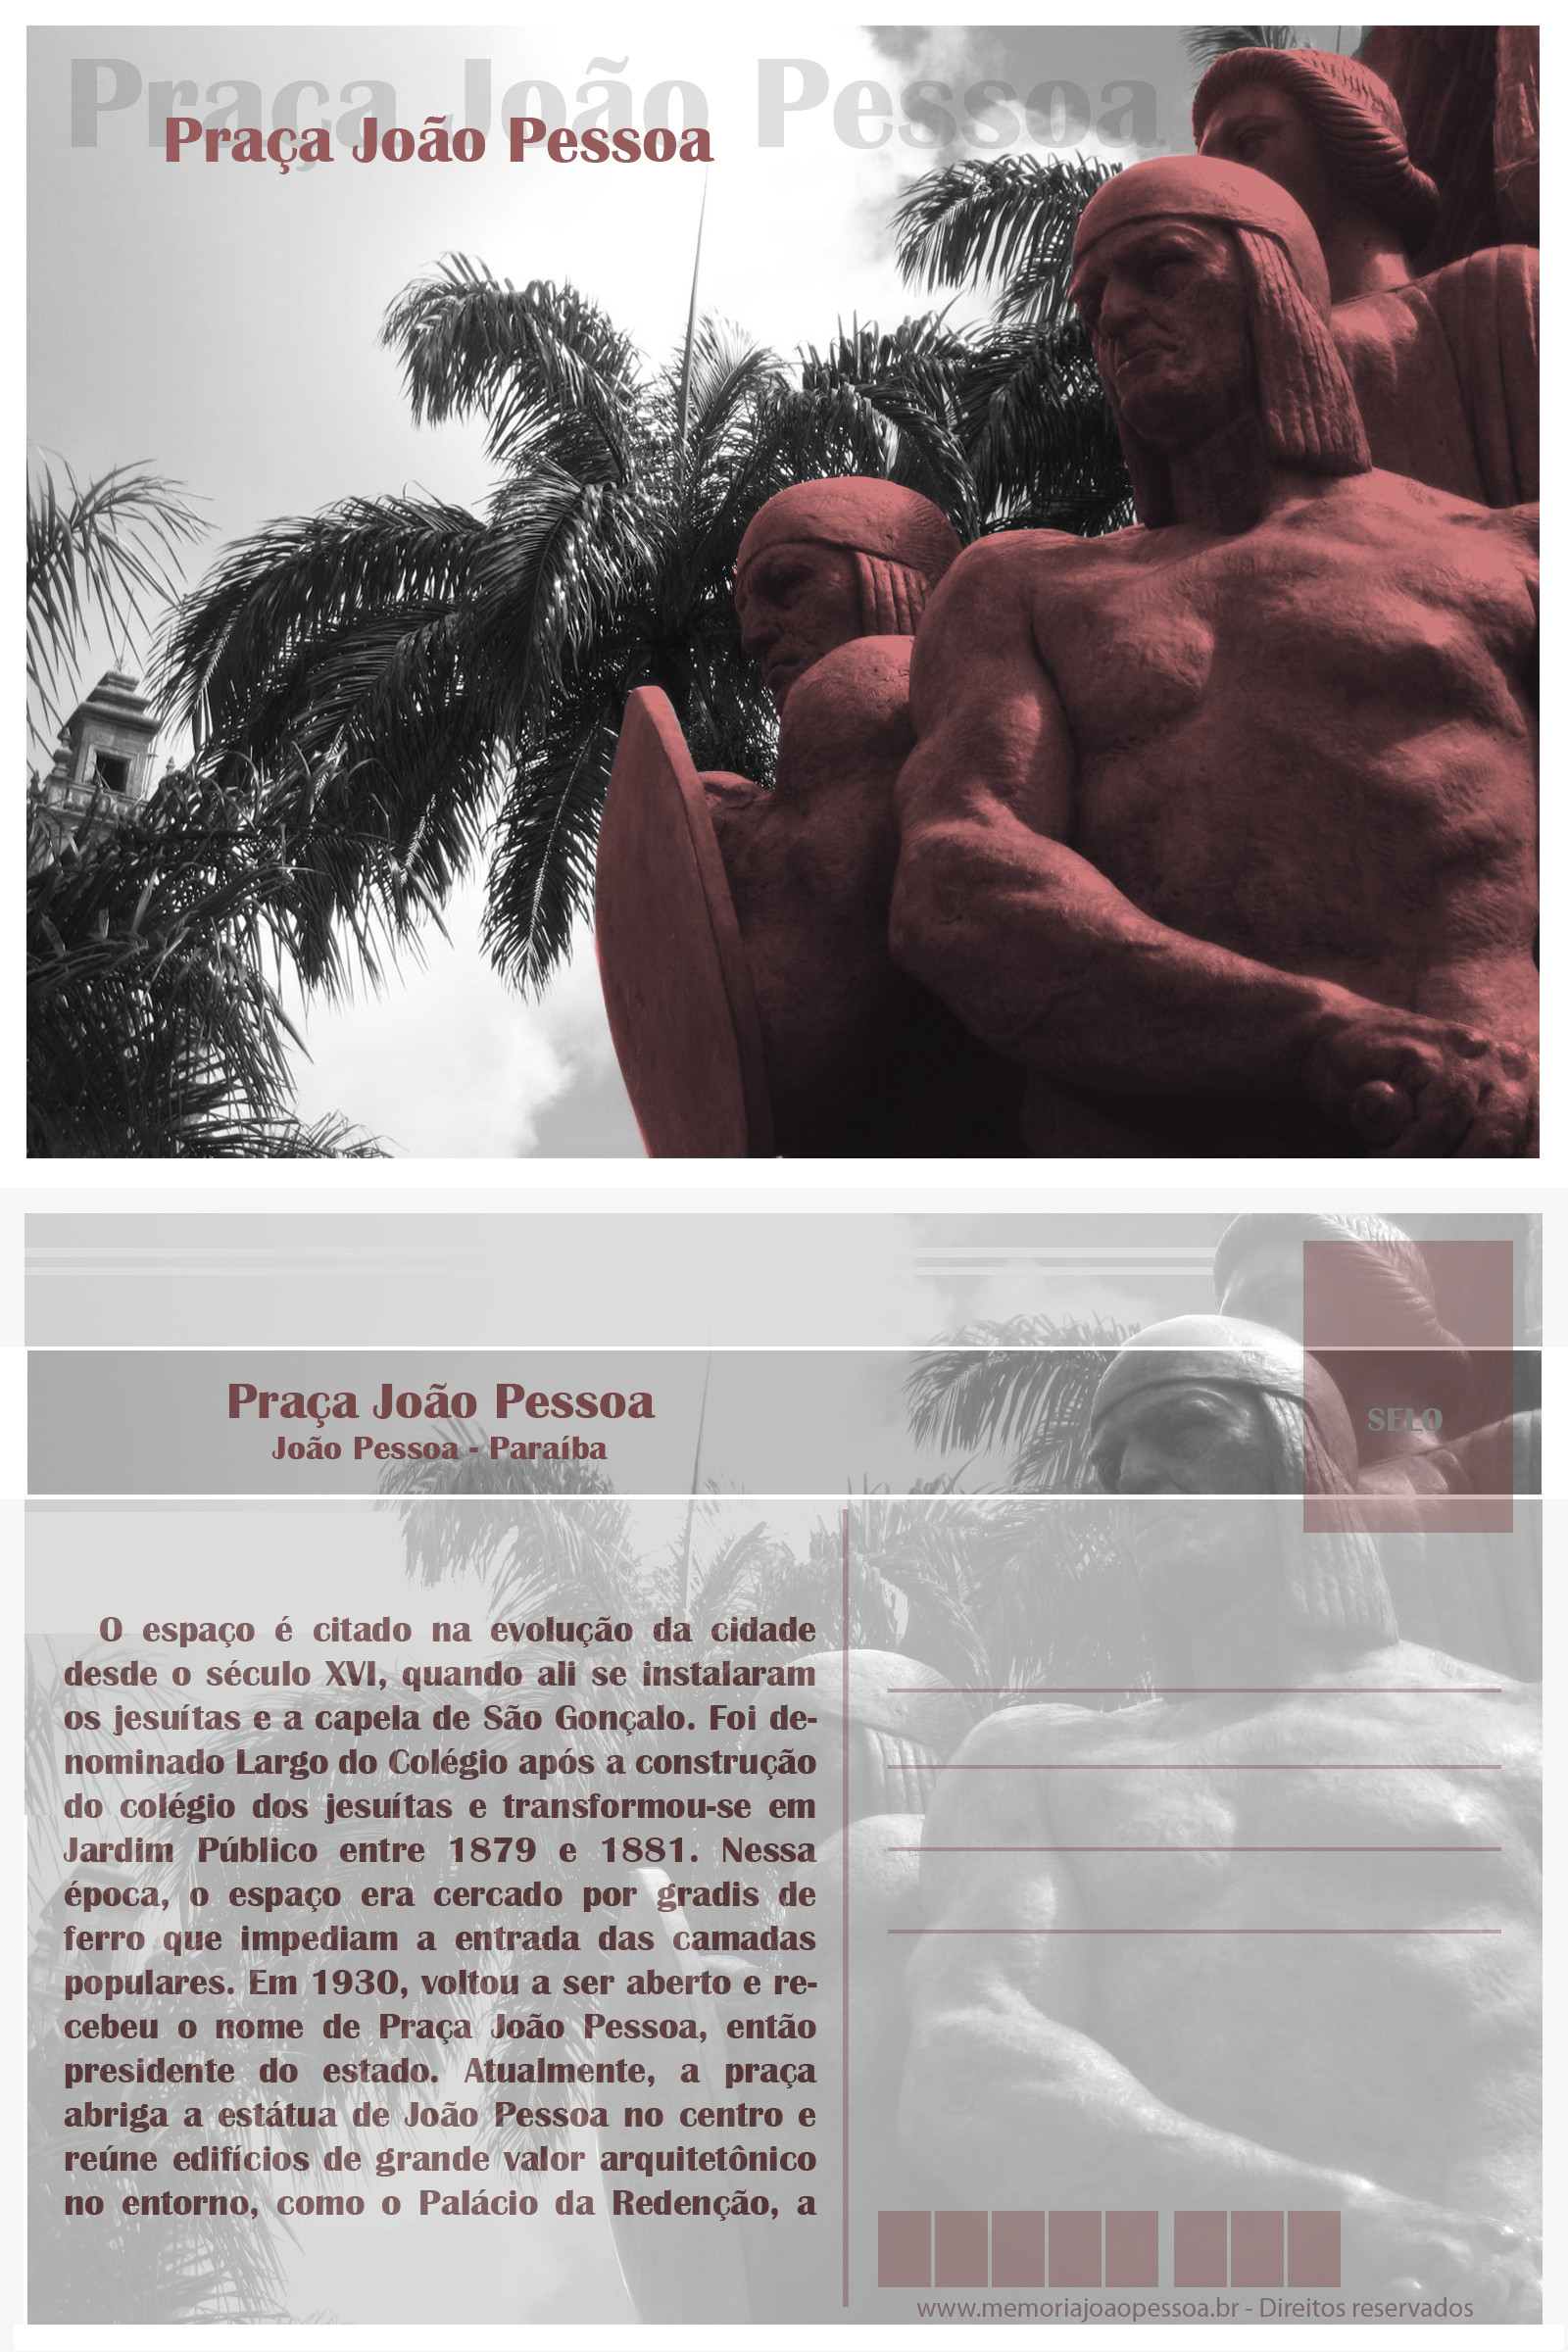 Praça João Pessoa
Praça João Pessoa
Praça João Pessoa
João Pessoa - Paraíba
SELO
O espaço é citado na evolução da cidade
desde o século XVI, quando ali se instalaram
os jesuítas e a capela de São Gonçalo. Foi de-
nominado Largo do Colégio após a construção
do colégio dos jesuítas e transformou-se em
Jardim Público entre 1879 e 1881. Nessa
época, o espaço era cercado por gradis de
ferro que impediam a entrada das camadas
populares. Em 1930, voltou a ser aberto e re-
cebeu o nome de Praça João Pessoa, então
presidente do estado. Atualmente, a praça
abriga a estátua de João Pessoa no centro e
reúne edifícios de grande valor arquitetônico
no entorno, como o Palácio da Redenção, a
www.memoriajoaopessoa.br - Direitos reservados